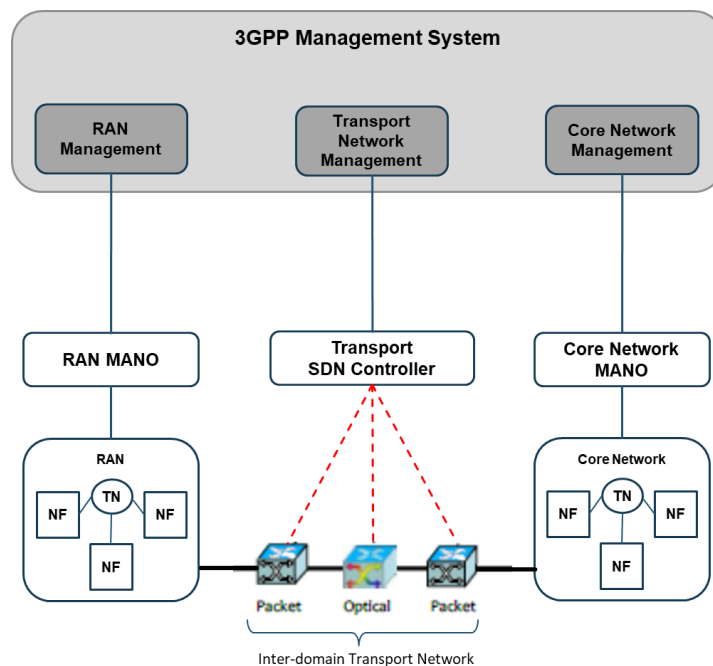 3GPP Management System
RAN
Management
Transport
Network
Management
Core Network
Management
RAN MANO
Transport
SDN Controller
Core Network
MANO
RAN
TN
NF
NF
NF
Core Network
TN
NF
NF
NF
Packet
Optical
Packet
Inter-domain Transport Network